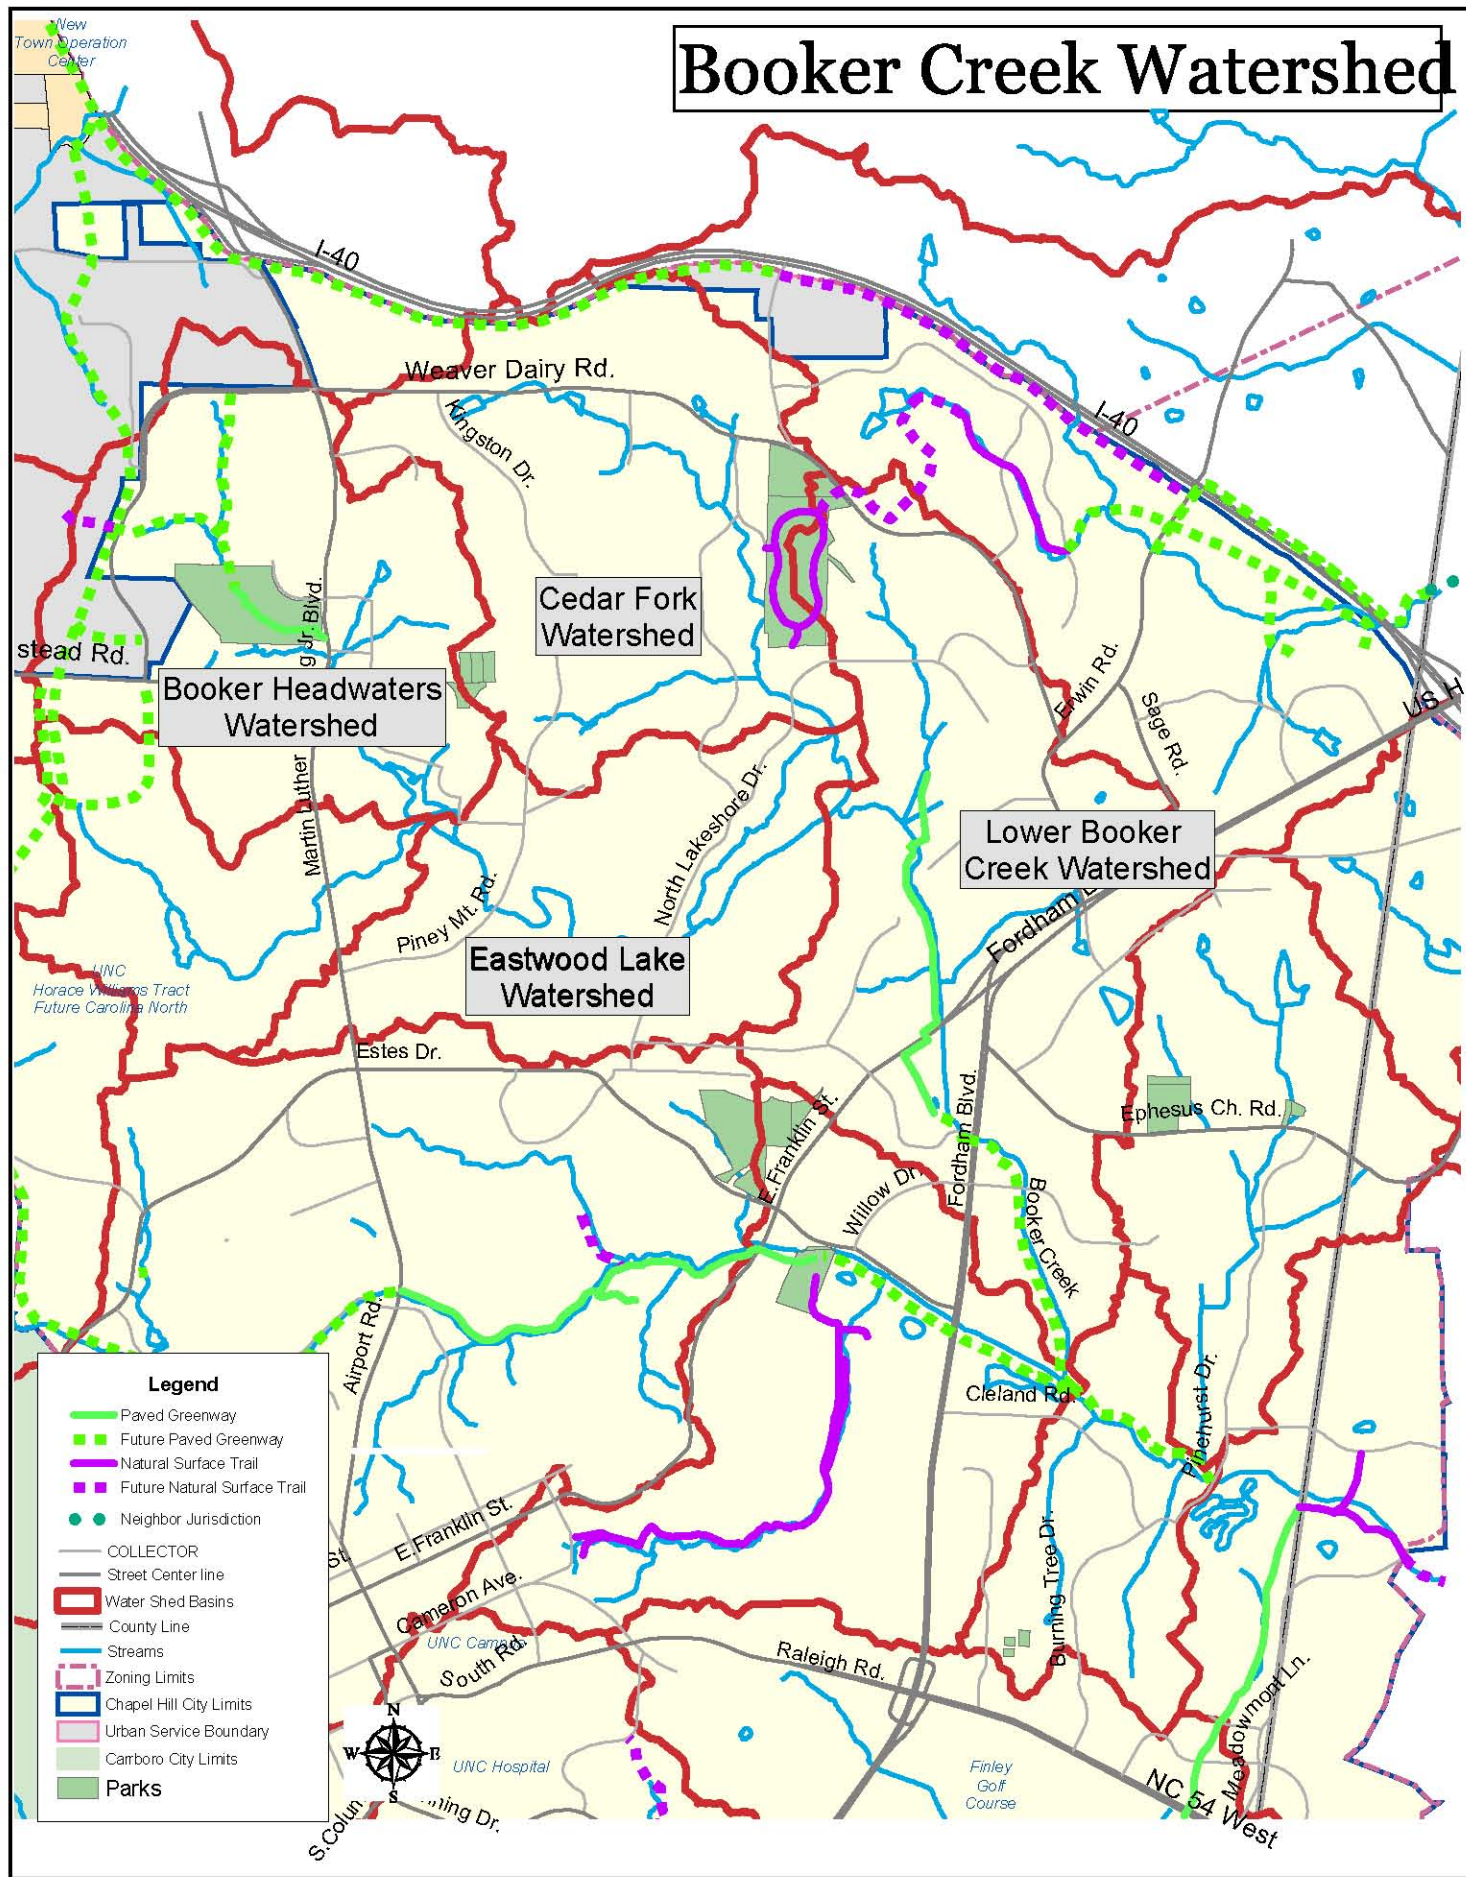 New
Town Operation
Center
Booker Creek Watershed
I-40
Weaver Dairy Rd.
Kingston Dr.
I-40
Cedar Fork
Watershed
g Jr. Blvd.
stead Rd.
Erwin Rd.
Sage Rd.
US H
Booker Headwaters
Watershed
Martin Luther
North Lakeshore Dr.
Lower Booker
Creek Watershed
Piney Mt. Rd.
Fordham
Eastwood Lake
Watershed
UNC
Horace Williams Tract
Future Carolina North
Estes Dr.
Ephesus Ch. Rd.
Fordham Blvd.
E.Franklin St.
Willow Dr.
Booker Creek
Airport Rd.
Cleland Rd.
Pinehurst Dr.
Legend
Paved Greenway
Future Paved Greenway
Natural Surface Trail
Future Natural Surface Trail
Neighbor Jurisdiction
COLLECTOR
Street Center line
Water Shed Basins
County Line
Streams
Zoning Limits
Chapel Hill City Limits
Urban Service Boundary
Carrboro City Limits
Parks
St.
E.Franklin St.
Cameron Ave.
UNC Campus
South Rd.
Raleigh Rd.
Burning Tree Dr.
Meadowmont Ln.
N
W E
S
UNC Hospital
Finley
Golf
Course
NC 54 West
S.Colum
nning Dr.